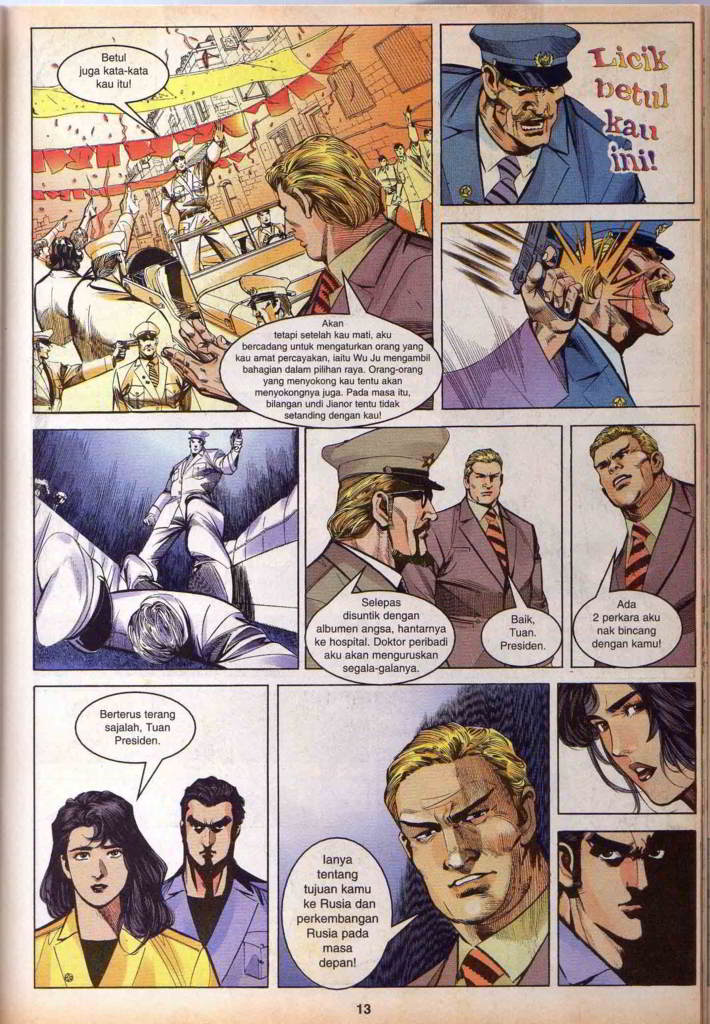 Betul
juga kata-kata
kau itu!
Akan
tetapi setelah kau mati, aku
bercadang untuk mengaturkan orang yang
kau amat percayakan, iaitu Wu Ju mengambil
bahagian dalam pilihan raya. Orang-orang
yang menyokong kau tentu akan
menyokongnya juga. Pada masa itu,
bilangan undi Jianor tentu tidak
setanding dengan kau!
Licik
betul
kau
ini!
Selepas
disuntik dengan
albumen angsa, hantarnya
ke hospital. Doktor peribadi
aku akan menguruskan
segala-galanya.
Baik,
Tuan.
Presiden.
Ada
2 perkara aku
nak bincang
dengan kamu!
Berterus terang
sajalah, Tuan
Presiden.
Ianya
tentang
tujuan kamu
ke Rusia dan
perkembangan
Rusia pada
masa
depan!
13